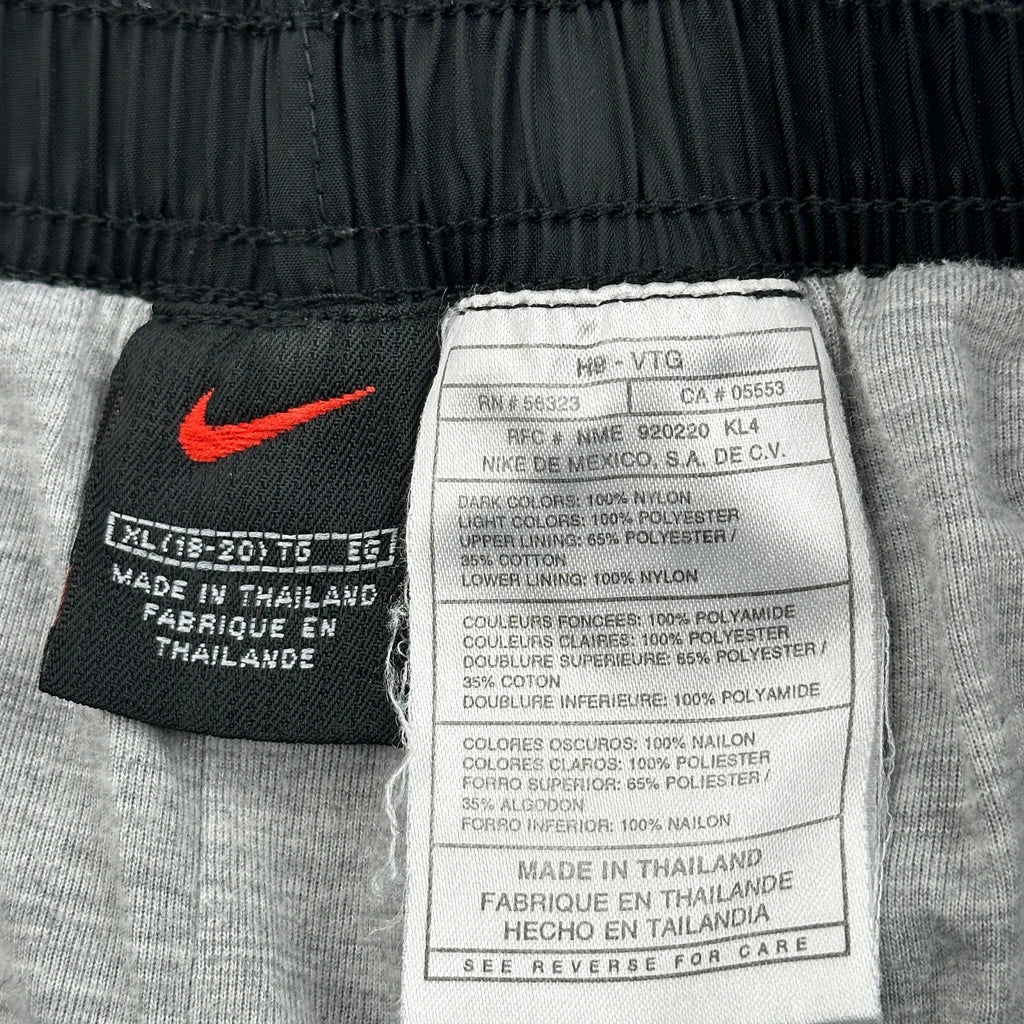 XL(18-20) TG EG
MADE IN THAILAND
FABRIQUE EN
THAILANDE
H9 - VTG
RN # 56323
CA # 05553
RFC # NME 920220 KL4
NIKE DE MEXICO, S.A. DE C.V.
DARK COLORS: 100% NYLON
LIGHT COLORS: 100% POLYESTER
UPPER LINING: 65% POLYESTER /
35% COTTON
LOWER LINING: 100% NYLON
COULEURS FONCEES: 100% POLYAMIDE
COULEURS CLAIRES: 100% POLYESTER
DOUBLURE SUPERIEURE: 65% POLYESTER /
35% COTON
DOUBLURE INFERIEURE: 100% POLYAMIDE
COLORES OSCUROS: 100% NAILON
COLORES CLAROS: 100% POLIESTER
FORRO SUPERIOR: 65% POLIESTER /
35% ALGODON
FORRO INFERIOR: 100% NAILON
MADE IN THAILAND
FABRIQUE EN THAILANDE
HECHO EN TAILANDIA
SEE REVERSE FOR CARE